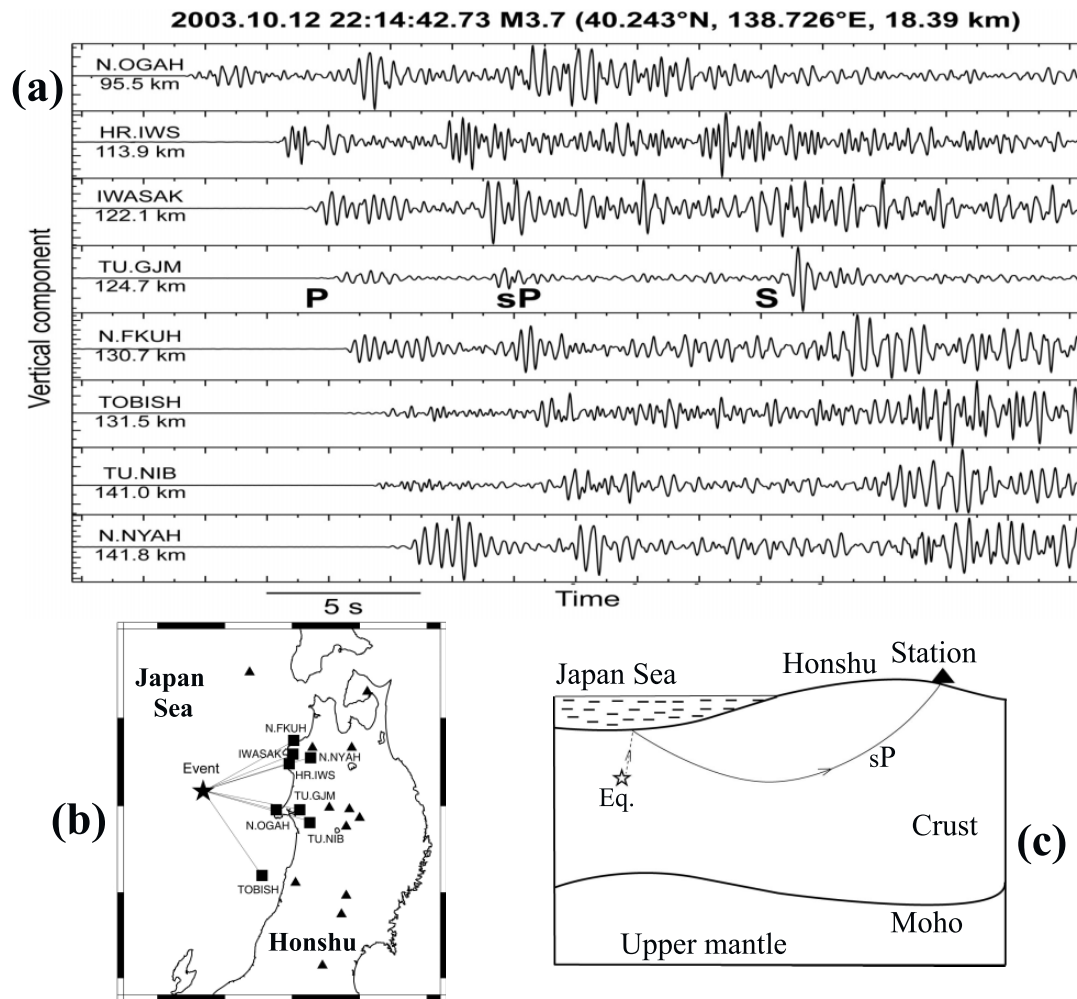 2003.10.12 22:14:42.73 M3.7 (40.243°N, 138.726°E, 18.39 km)
(a)
Vertical component
N.OGAH
95.5 km
HR.IWS
113.9 km
IWASAK
122.1 km
TU.GJM
124.7 km
P sP S
N.FKUH
130.7 km
TOBISH
131.5 km
TU.NIB
141.0 km
N.NYAH
141.8 km
5 s
Time
(b)
Japan
Sea
N.FKUH
IWASAK
N.NYAH
Event
HR.IWS
TU.GJM
N.OGAH
TU.NIB
TOBISH
Honshu
(c)
Japan Sea
Honshu
Station
sP
Eq.
Crust
Moho
Upper mantle